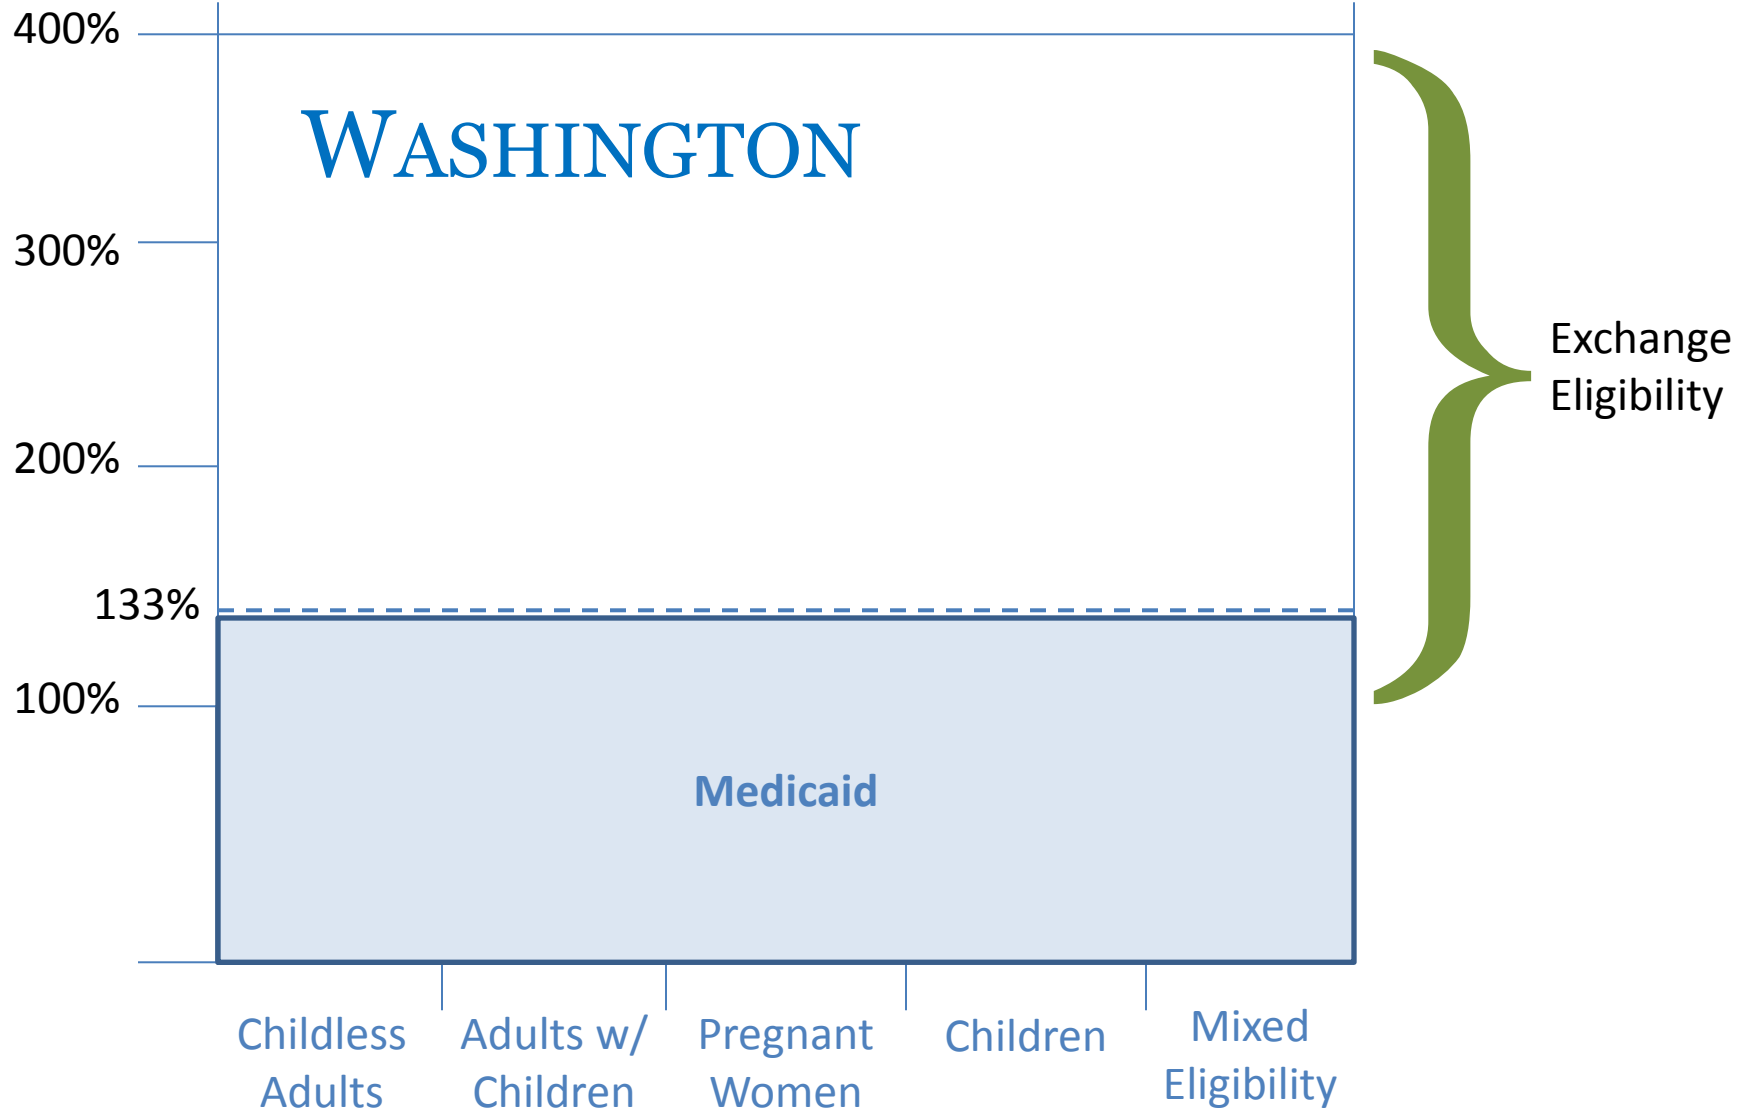 400%
WASHINGTON
300%
Exchange
Eligibility
200%
133%
100%
Medicaid
Childless
Adults
Adults w/
Children
Pregnant
Women
Children
Mixed
Eligibility